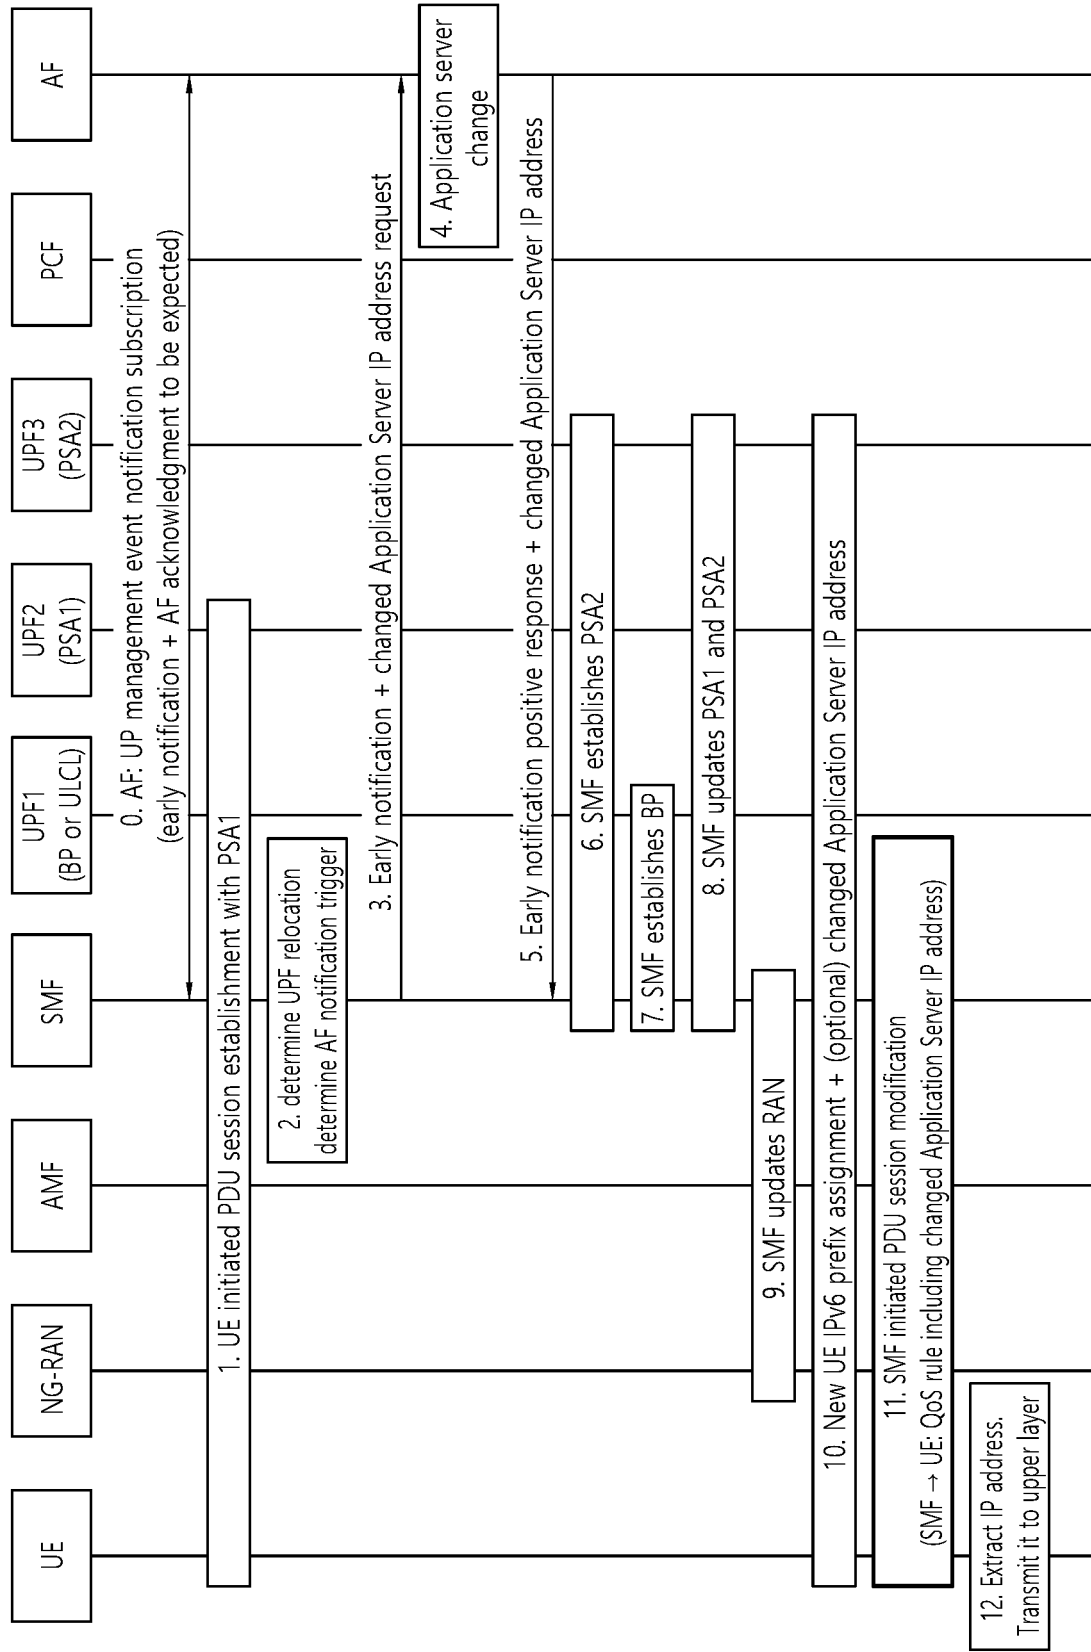 UE
NG-RAN
AMF
SMF
UPF1
(BP or ULCL)
UPF2
(PSA1)
UPF3
(PSA2)
PCF
AF
0. AF: UP management event notification subscription
(early notification + AF acknowledgment to be expected)
1. UE initiated PDU session establishment with PSA1
2. determine UPF relocation
determine AF notification trigger
3. Early notification + changed Application Server IP address request
4. Application server
change
5. Early notification positive response + changed Application Server IP address
6. SMF establishes PSA2
7. SMF establishes BP
8. SMF updates PSA1 and PSA2
9. SMF updates RAN
10. New UE IPv6 prefix assignment + (optional) changed Application Server IP address
11. SMF initiated PDU session modification
(SMF → UE: QoS rule including changed Application Server IP address)
12. Extract IP address.
Transmit it to upper layer